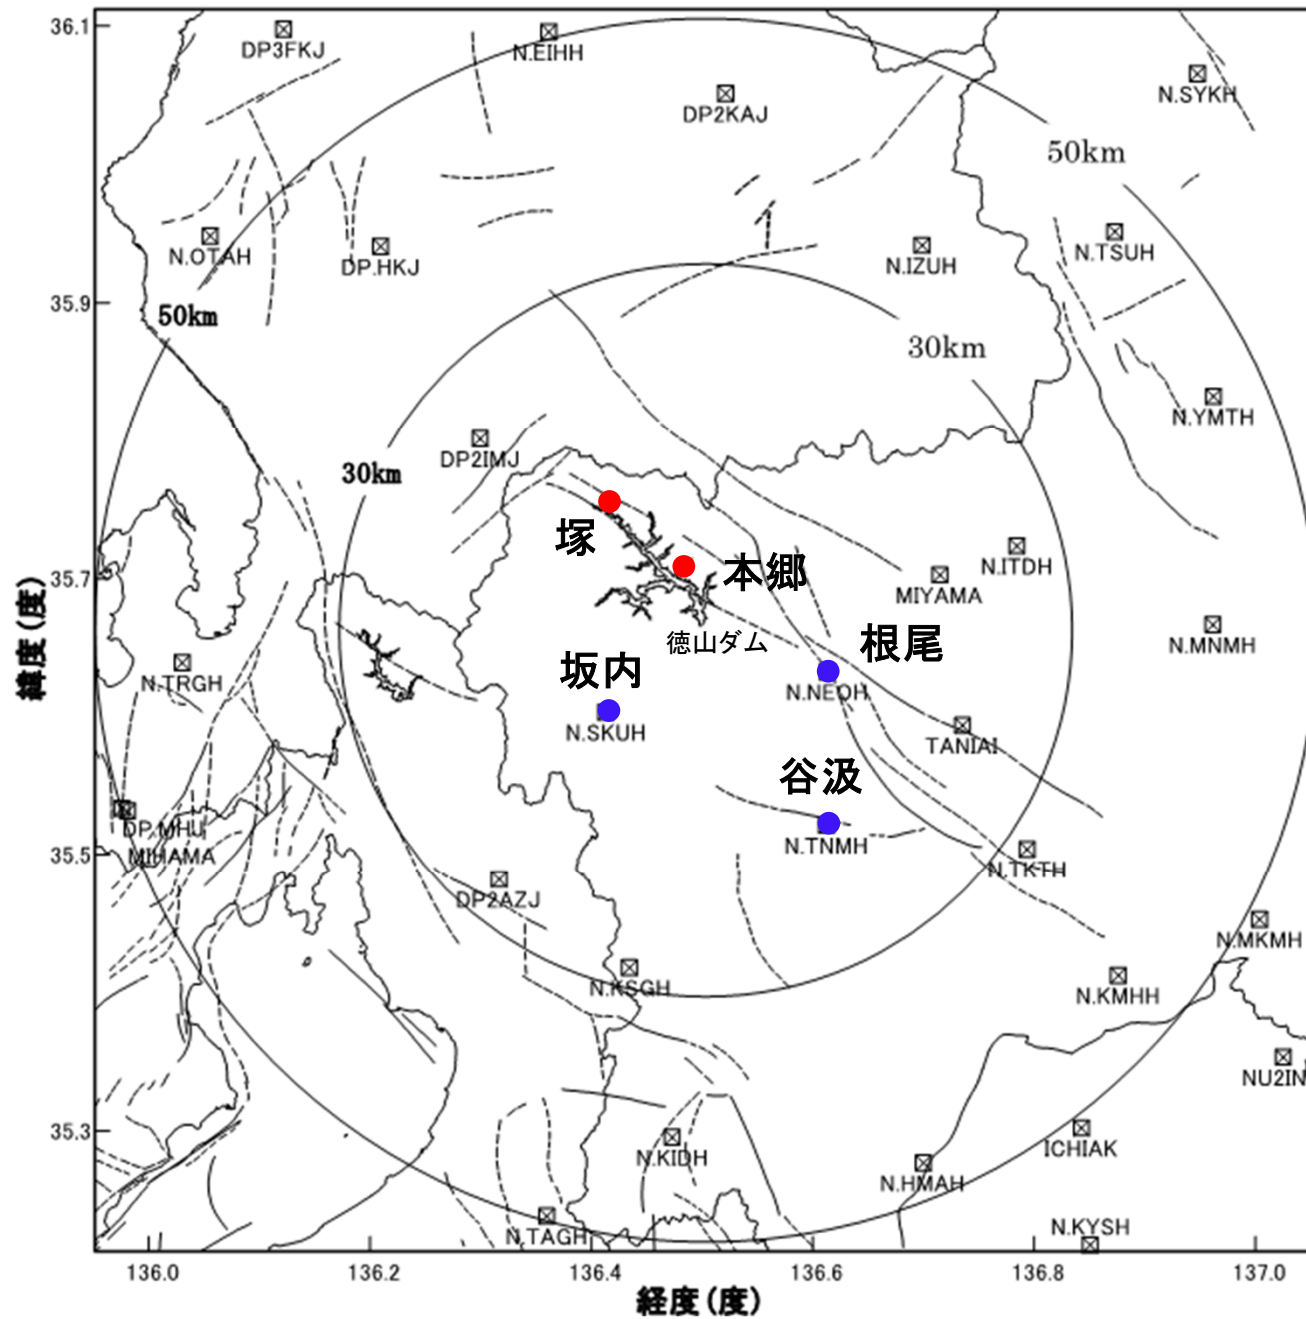 36.1
DP3FKJ
N.EIHH
DP2KAJ
N.SYKH
50km
N.OTAH
DP.HKJ
N.IZUH
N.TSUH
35.9
50km
30km
N.YMTH
DP2IMJ
30km
塚
本郷
35.7
MIYAMA
N.ITDH
徳山ダム
根尾
N.MNMH
緯度(度)
N.TRGH
坂内
N.NEOH
N.SKUH
TANIAI
谷汲
DP.MHJ
MIHAMA
N.TNMH
35.5
N.TKTH
DP2AZJ
N.MKMH
N.KSGH
N.KMHH
NU2IN
35.3
ICHIAK
N.KIDH
N.HMAH
N.TAGH
N.KYSH
136.0
136.2
136.4
136.6
136.8
137.0
経度(度)